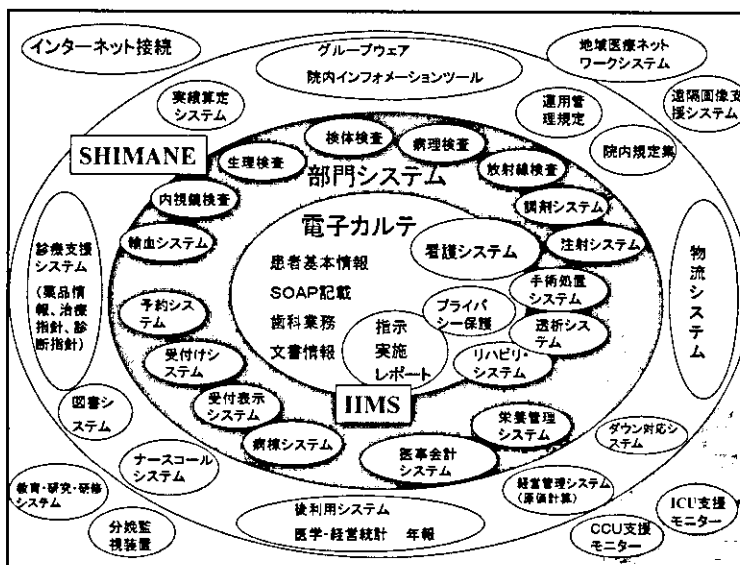 インターネット接続
グループウェア
院内インフォメーションツール
地域医療ネット
ワークシステム
実績算定
システム
運用管
理規定
遠隔画像支
援システム
院内規定集
SHIMANE
検体検査
病理検査
生理検査
放射線検査
部門システム
内視鏡検査
調剤システム
輸血システム
電子カルテ
看護システム
注射システム
診療支援
システム
(薬品情
報、治療
指針、診
断指針)
患者基本情報
SOAP記載
歯科業務
文書情報
手術処置
システム
プライバ
シー保護
物流システム
予約シス
テム
指示
実施
レポート
透析シス
テム
受付けシ
ステム
リハビリ・
システム
IIMS
受付表示
システム
図書シ
ステム
栄養管理
システム
病棟システム
医事会計
システム
ダウン対応シ
ステム
ナースコール
システム
教育・研究・研修
システム
経営管理システム
(原価計算)
後利用システム
医学・経営統計 年報
分娩監
視装置
ICU支援
モニター
CCU支援
モニター